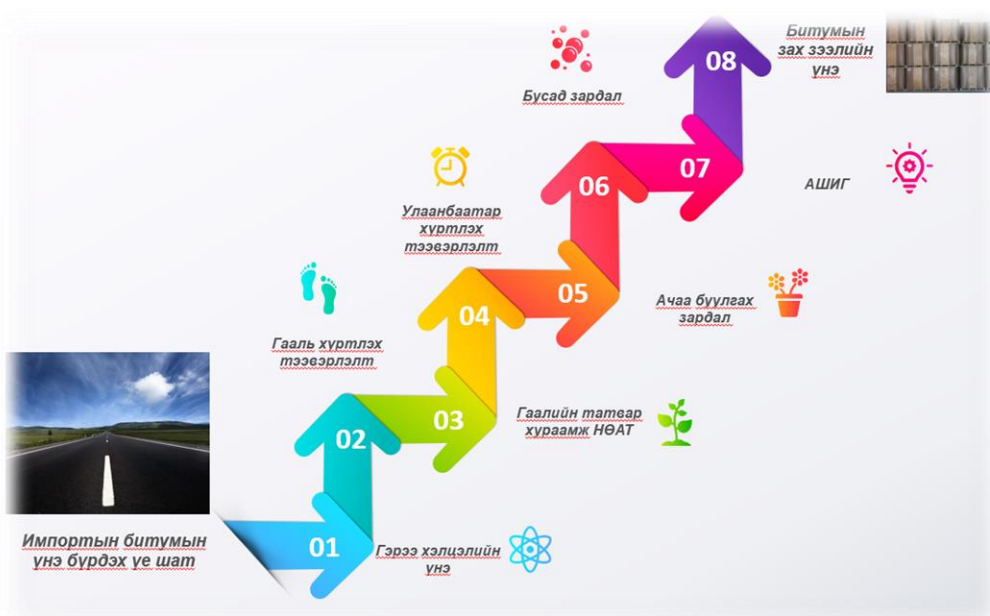 Импортын битумын
үнэ бүрдэх үе шат
01
Гэрээ хэлцэлийн
үнэ
02
Гааль хүртлэх
тээвэрлэлт
03
Гаалийн татвар
хураамж НӨАТ
04
Улаанбаатар
хүртлэх
тээвэрлэлт
05
Ачаа буулгах
зардал
06
Бусад зардал
07
АШИГ
08
Битумын
зах зээлийн
үнэ